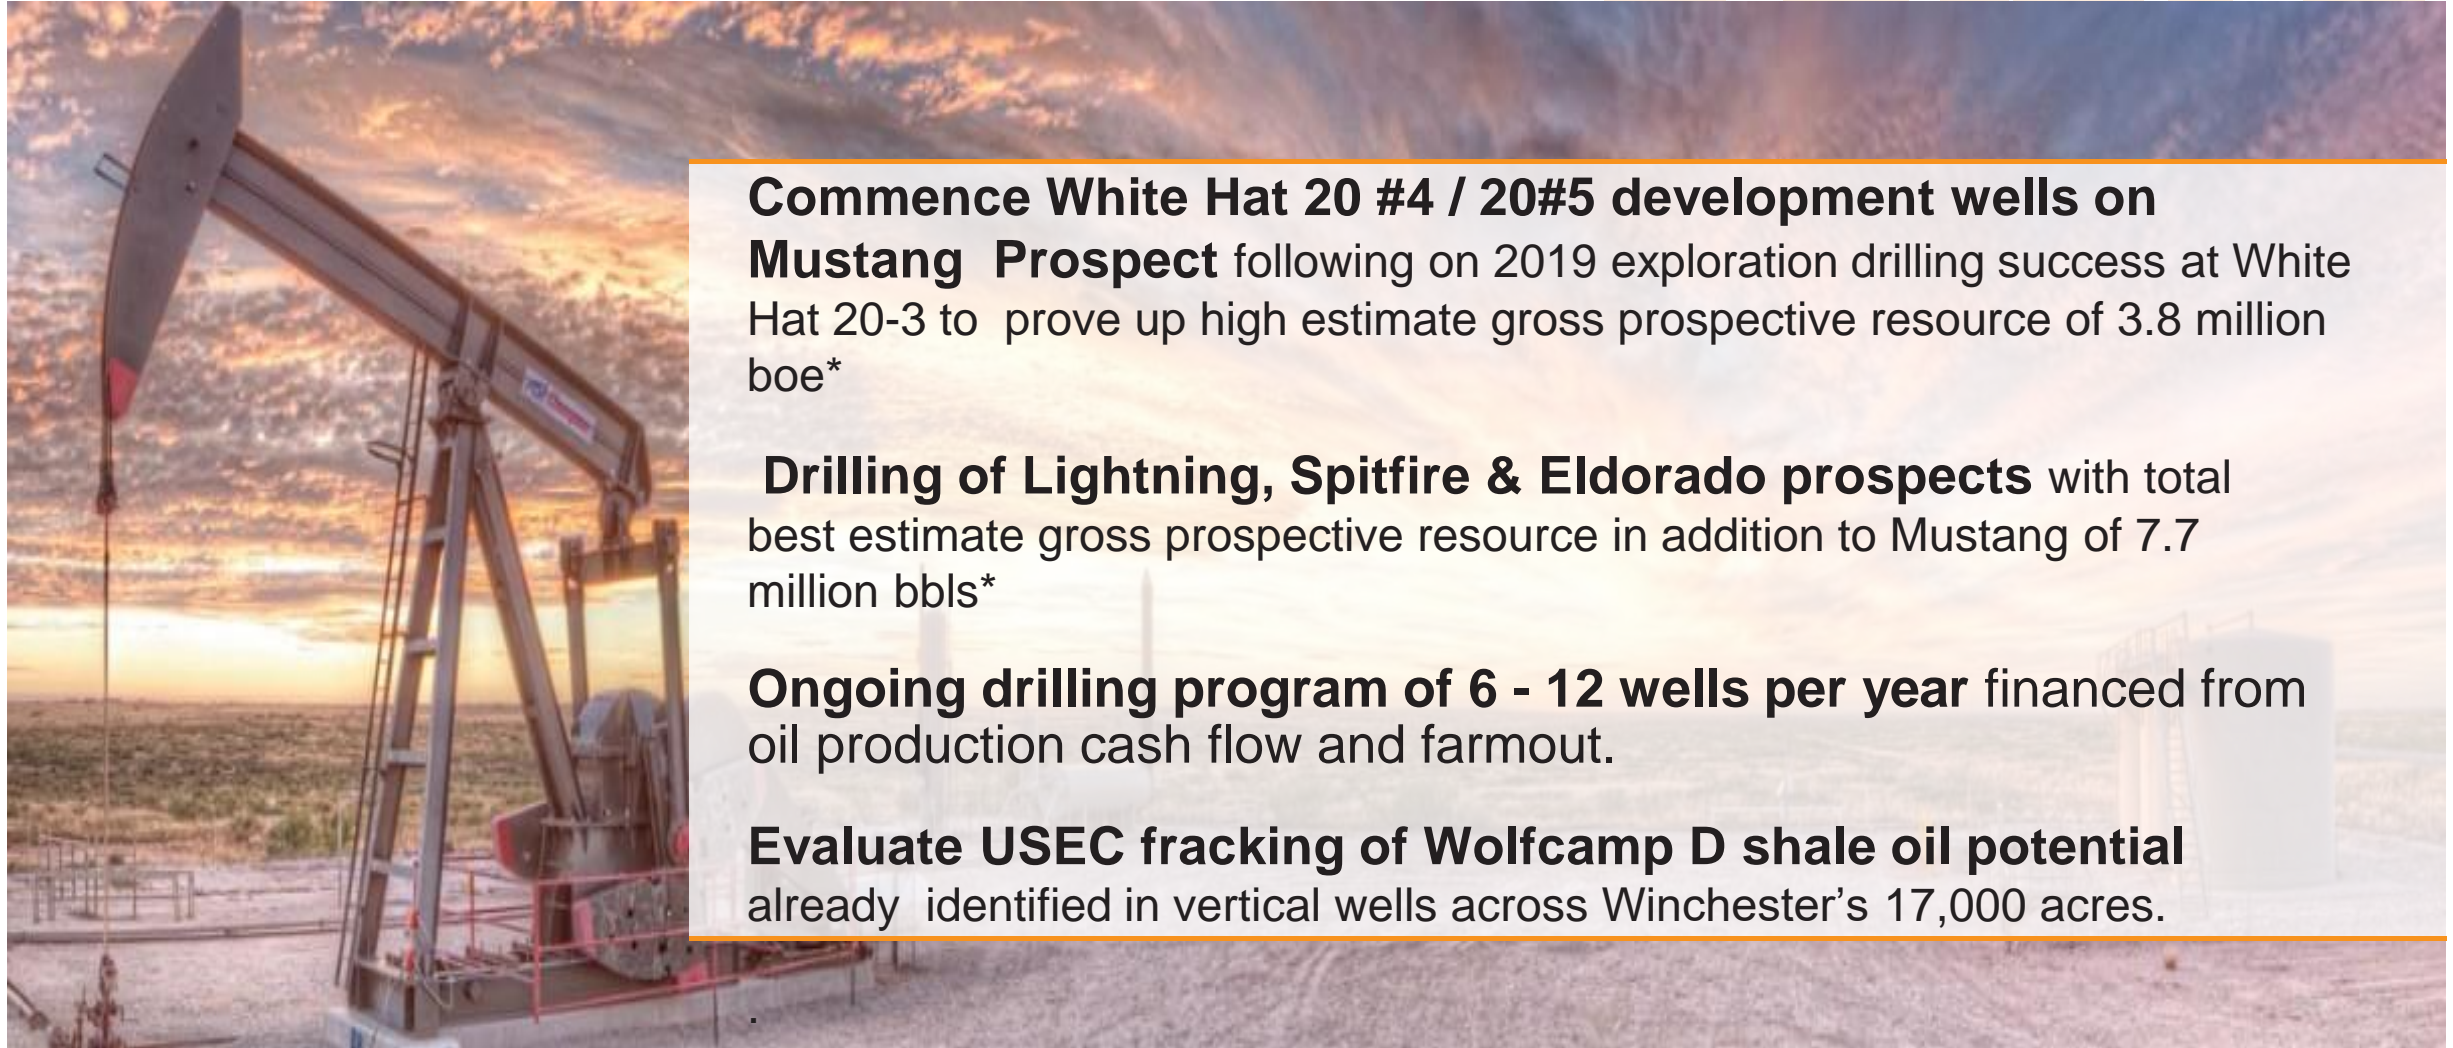 Commence White Hat 20 #4 / 20#5 development wells on
Mustang Prospect following on 2019 exploration drilling success at White
Hat 20-3 to prove up high estimate gross prospective resource of 3.8 million
boe*
Drilling of Lightning, Spitfire & Eldorado prospects with total
best estimate gross prospective resource in addition to Mustang of 7.7
million bbls*
Ongoing drilling program of 6 - 12 wells per year financed from
oil production cash flow and farmout.
Evaluate USEC fracking of Wolfcamp D shale oil potential
already identified in vertical wells across Winchester's 17,000 acres.
.